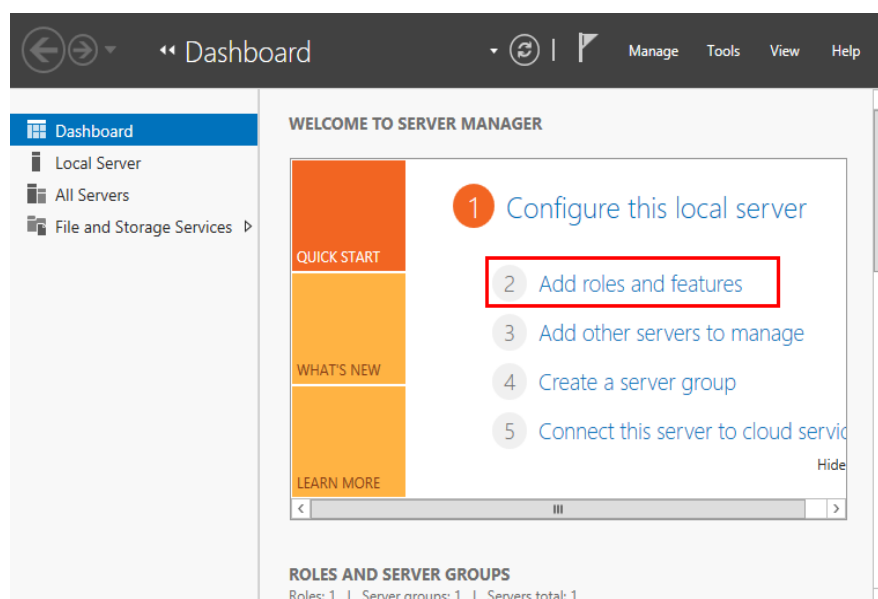 Dashboard
Manage Tools View Help
Dashboard
Local Server
All Servers
File and Storage Services
WELCOME TO SERVER MANAGER
QUICK START
WHAT'S NEW
LEARN MORE
1 Configure this local server
2 Add roles and features
3 Add other servers to manage
4 Create a server group
5 Connect this server to cloud servic
Hide
ROLES AND SERVER GROUPS
Roles: 1 | Server groups: 1 | Servers total: 1